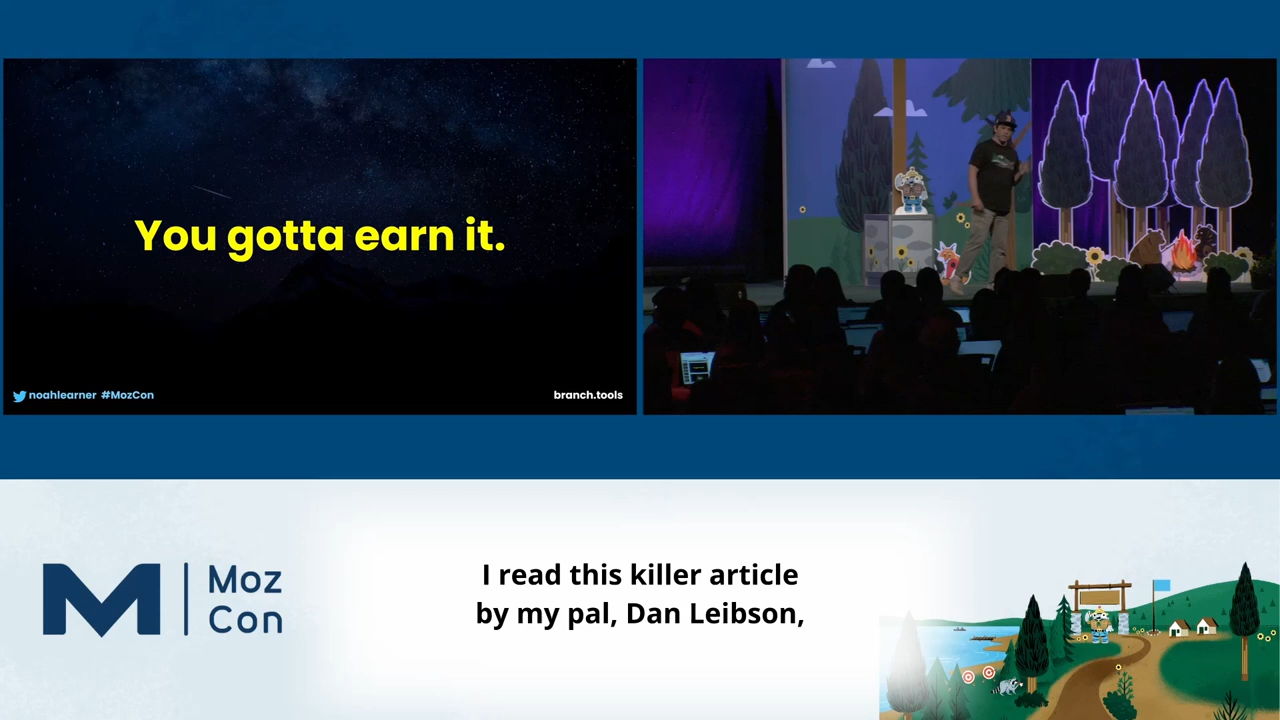 You gotta earn it.
noahlearner #MozCon
branch.tools
Moz
Con
I read this killer article
by my pal, Dan Leibson,